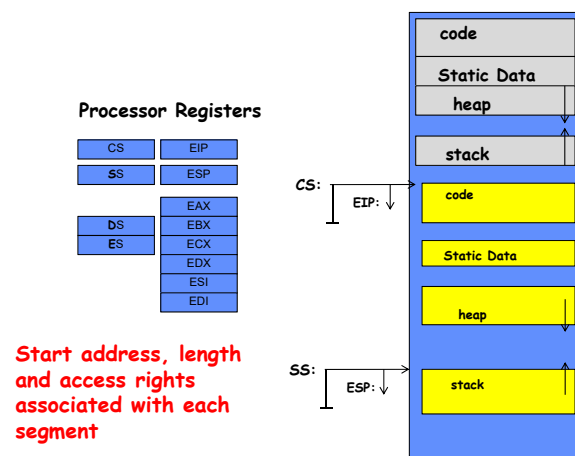 code
Static Data
heap
stack
Processor Registers
CS EIP
SS ESP
EAX
DS EBX
ES ECX
EDX
ESI
EDI
CS:
EIP:
code
Static Data
heap
SS:
ESP:
stack
Start address, length
and access rights
associated with each
segment